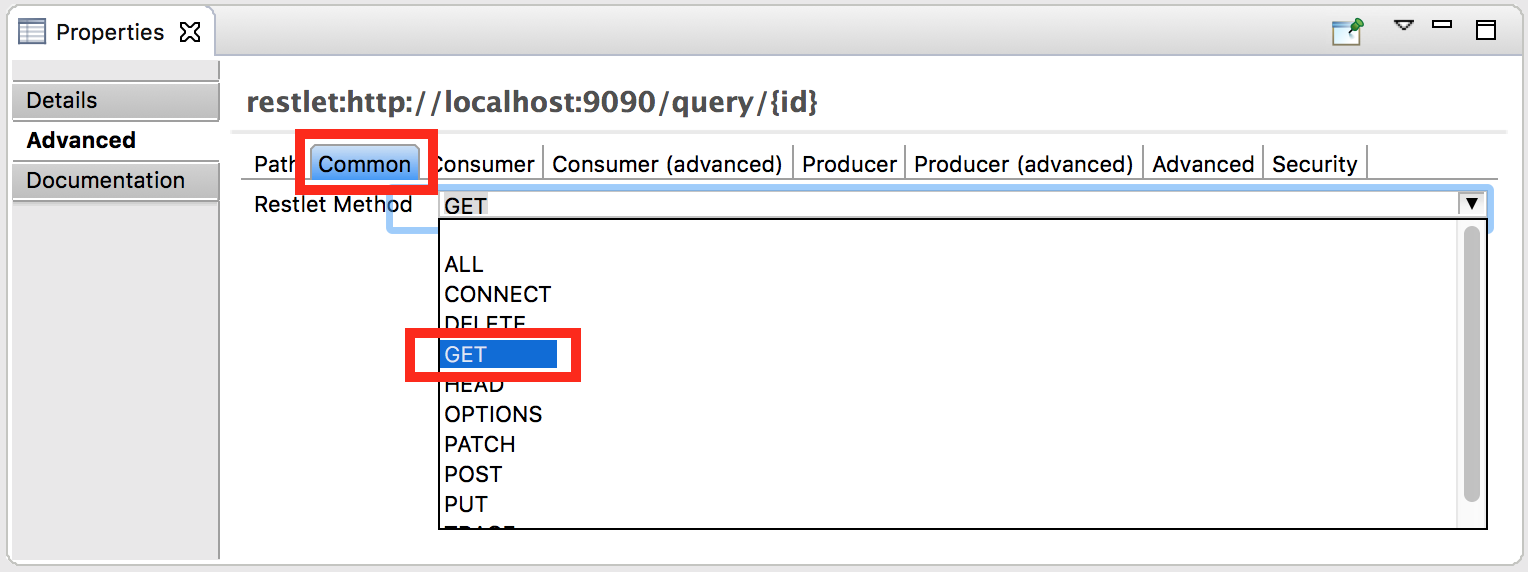 Properties
Details
Advanced
Documentation
restlet:http://localhost:9090/query/{id}
Path Common Consumer Consumer (advanced) Producer Producer (advanced) Advanced Security
Restlet Method GET
ALL
CONNECT
DELETE
GET
HEAD
OPTIONS
PATCH
POST
PUT
TRACE